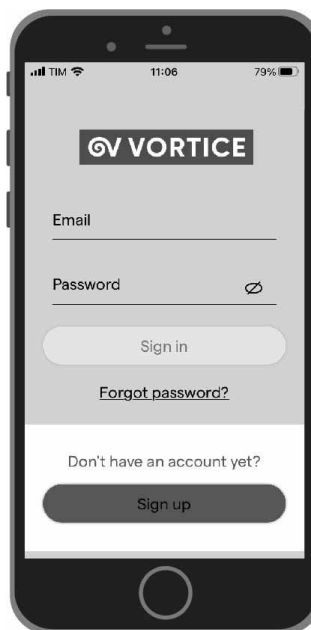 TIM 11:06 79%
VORTICE
Email
Password
Sign in
Forgot password?
Don't have an account yet?
Sign up